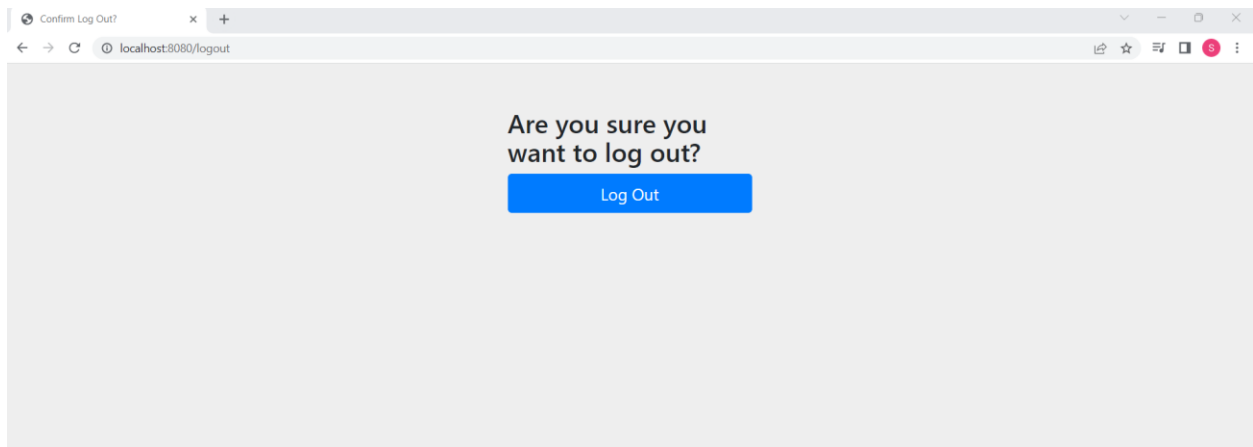 Confirm Log Out?
localhost:8080/logout
S
Are you sure you
want to log out?
Log Out